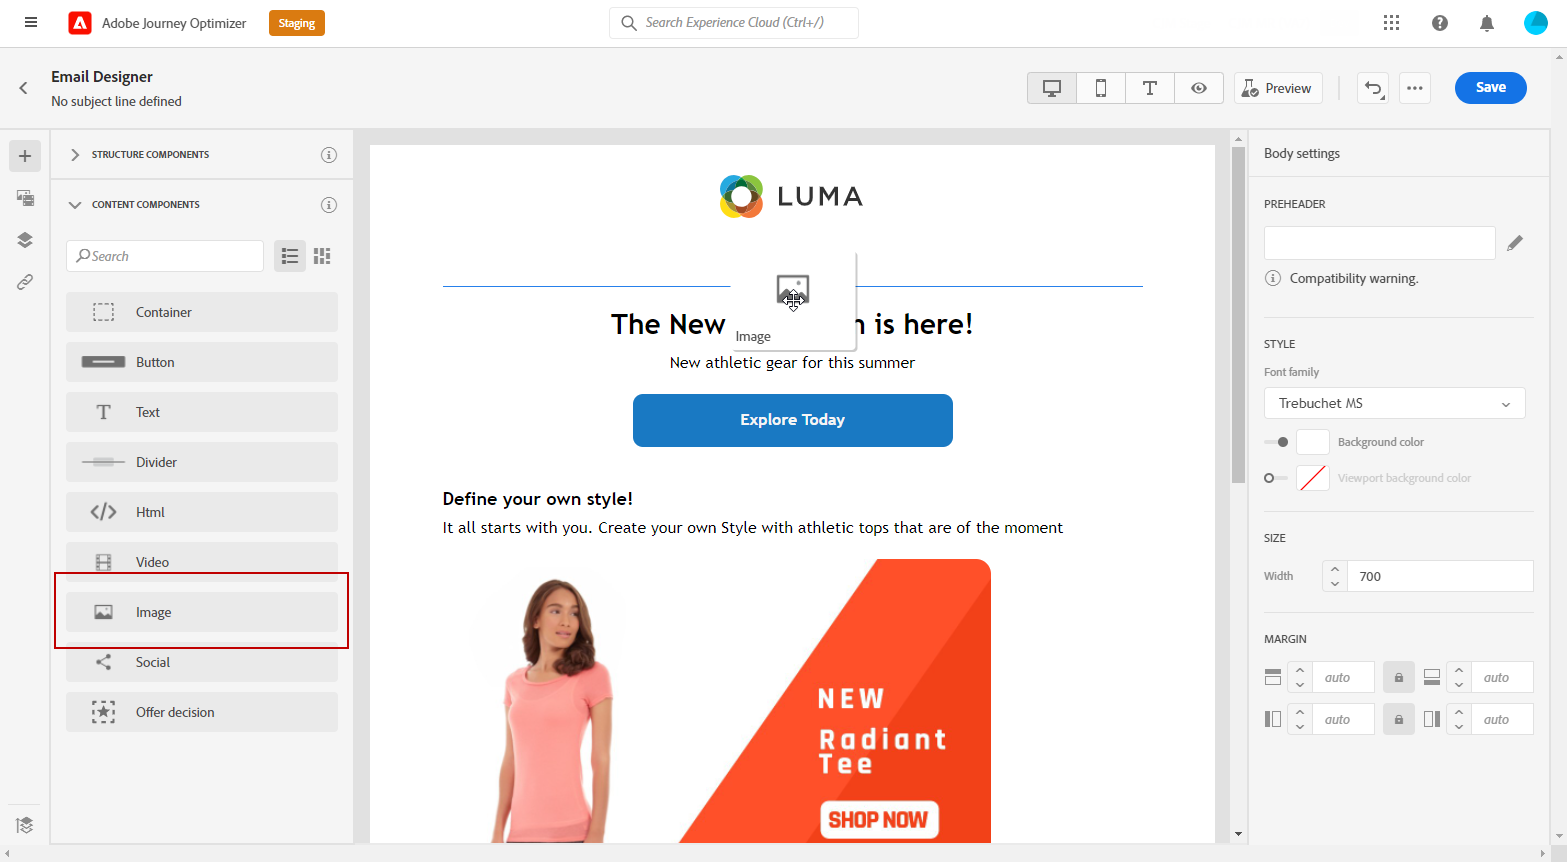 Adobe Journey Optimizer
Staging
Search Experience Cloud (Ctrl+/)
Email Designer
No subject line defined
Preview
Save
STRUCTURE COMPONENTS
CONTENT COMPONENTS
Search
Container
Button
Text
Divider
Html
Video
Image
Social
Offer decision
LUMA
The New
n is here!
Image
New athletic gear for this summer
Explore Today
Define your own style!
It all starts with you. Create your own Style with athletic tops that are of the moment
NEW
Radiant
Tee
SHOP NOW
Body settings
PREHEADER
Compatibility warning.
STYLE
Font family
Trebuchet MS
Background color
Viewport background color
SIZE
Width
700
MARGIN
auto
auto
auto
auto